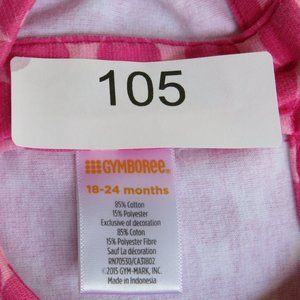 105
GYMBOREE®
18-24 months
85% Cotton
15% Polyester
Exclusive of decoration
85% Coton
15% Polyester Fibre
Sauf La décoration
RN70530/CA31802
©2015 GYM-MARK, INC.
Made in Indonesia